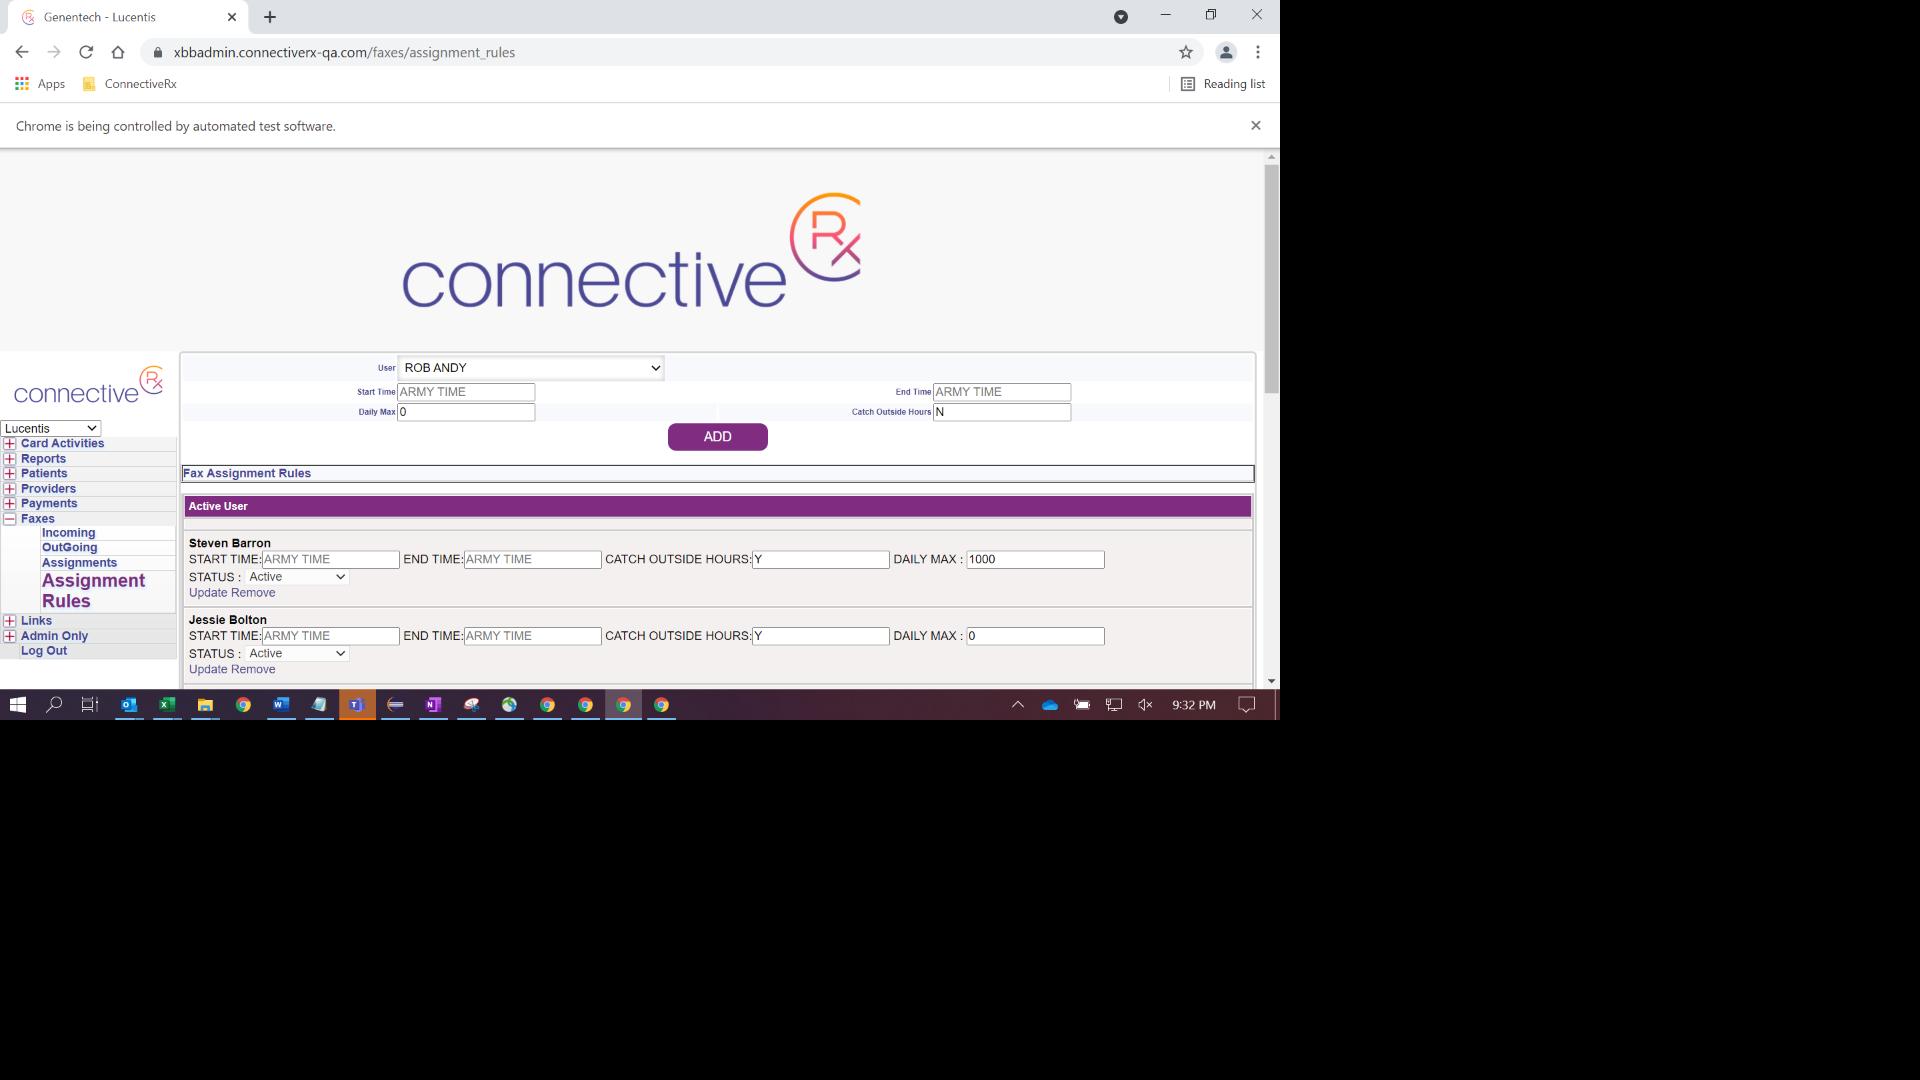 Genentech - Lucentis
xbbadmin.connectiverx-qa.com/faxes/assignment_rules
Apps
ConnectiveRx
Reading list
Chrome is being controlled by automated test software.
connective Rx
connective Rx
Lucentis
Card Activities
Reports
Patients
Providers
Payments
Faxes
Incoming
OutGoing
Assignments
Assignment
Rules
Links
Admin Only
Log Out
User ROB ANDY
Start Time ARMY TIME End Time ARMY TIME
Daily Max 0 Catch Outside Hours N
ADD
Fax Assignment Rules
Active User
Steven Barron
START TIME: ARMY TIME END TIME: ARMY TIME CATCH OUTSIDE HOURS: Y DAILY MAX : 1000
STATUS : Active
Update Remove
Jessie Bolton
START TIME: ARMY TIME END TIME: ARMY TIME CATCH OUTSIDE HOURS: Y DAILY MAX : 0
STATUS : Active
Update Remove
9:32 PM